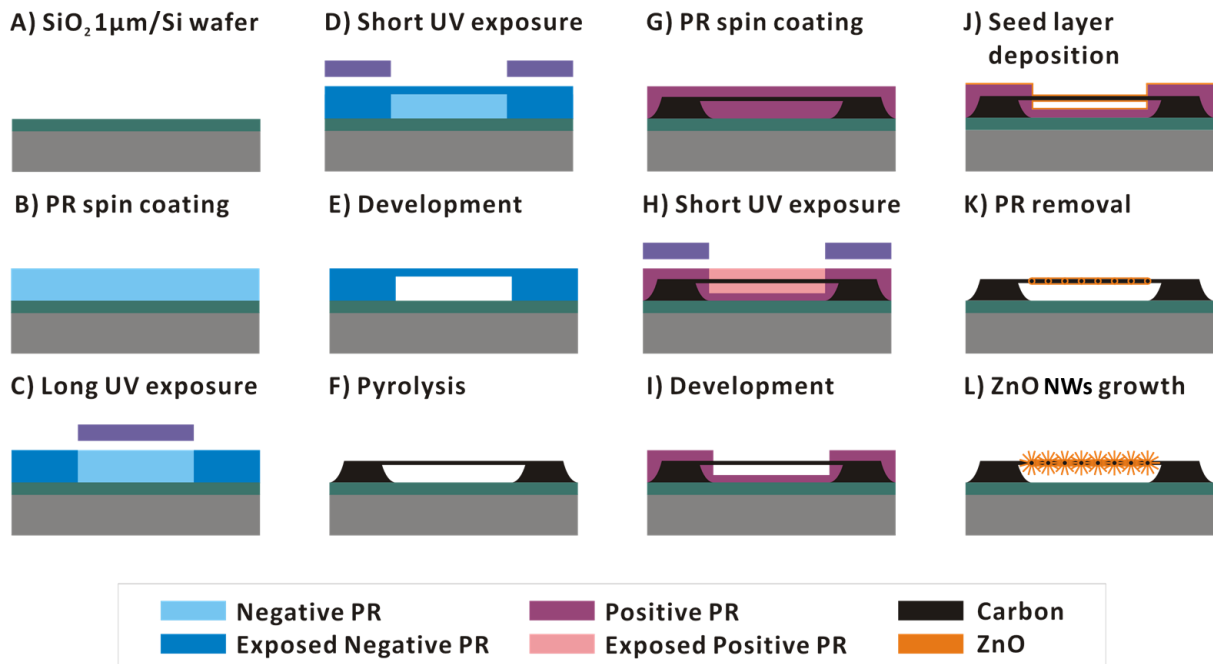 A) SiO₂ 1μm/Si wafer
B) PR spin coating
C) Long UV exposure
D) Short UV exposure
E) Development
F) Pyrolysis
G) PR spin coating
H) Short UV exposure
I) Development
J) Seed layer
deposition
K) PR removal
L) ZnO NWs growth
Negative PR
Exposed Negative PR
Positive PR
Exposed Positive PR
Carbon
ZnO